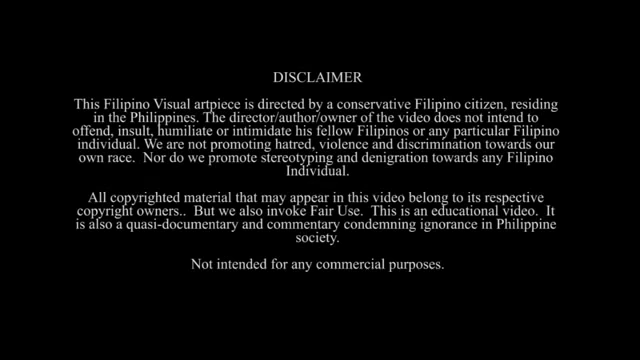 DISCLAIMER
This Filipino Visual artpiece is directed by a conservative Filipino citizen, residing
in the Philippines. The director/author/owner of the video does not intend to
offend, insult, humiliate or intimidate his fellow Filipinos or any particular Filipino
individual. We are not promoting hatred, violence and discrimination towards our
own race. Nor do we promote stereotyping and denigration towards any Filipino
Individual.
All copyrighted material that may appear in this video belong to its respective
copyright owners.. But we also invoke Fair Use. This is an educational video. It
is also a quasi-documentary and commentary condemning ignorance in Philippine
society.
Not intended for any commercial purposes.